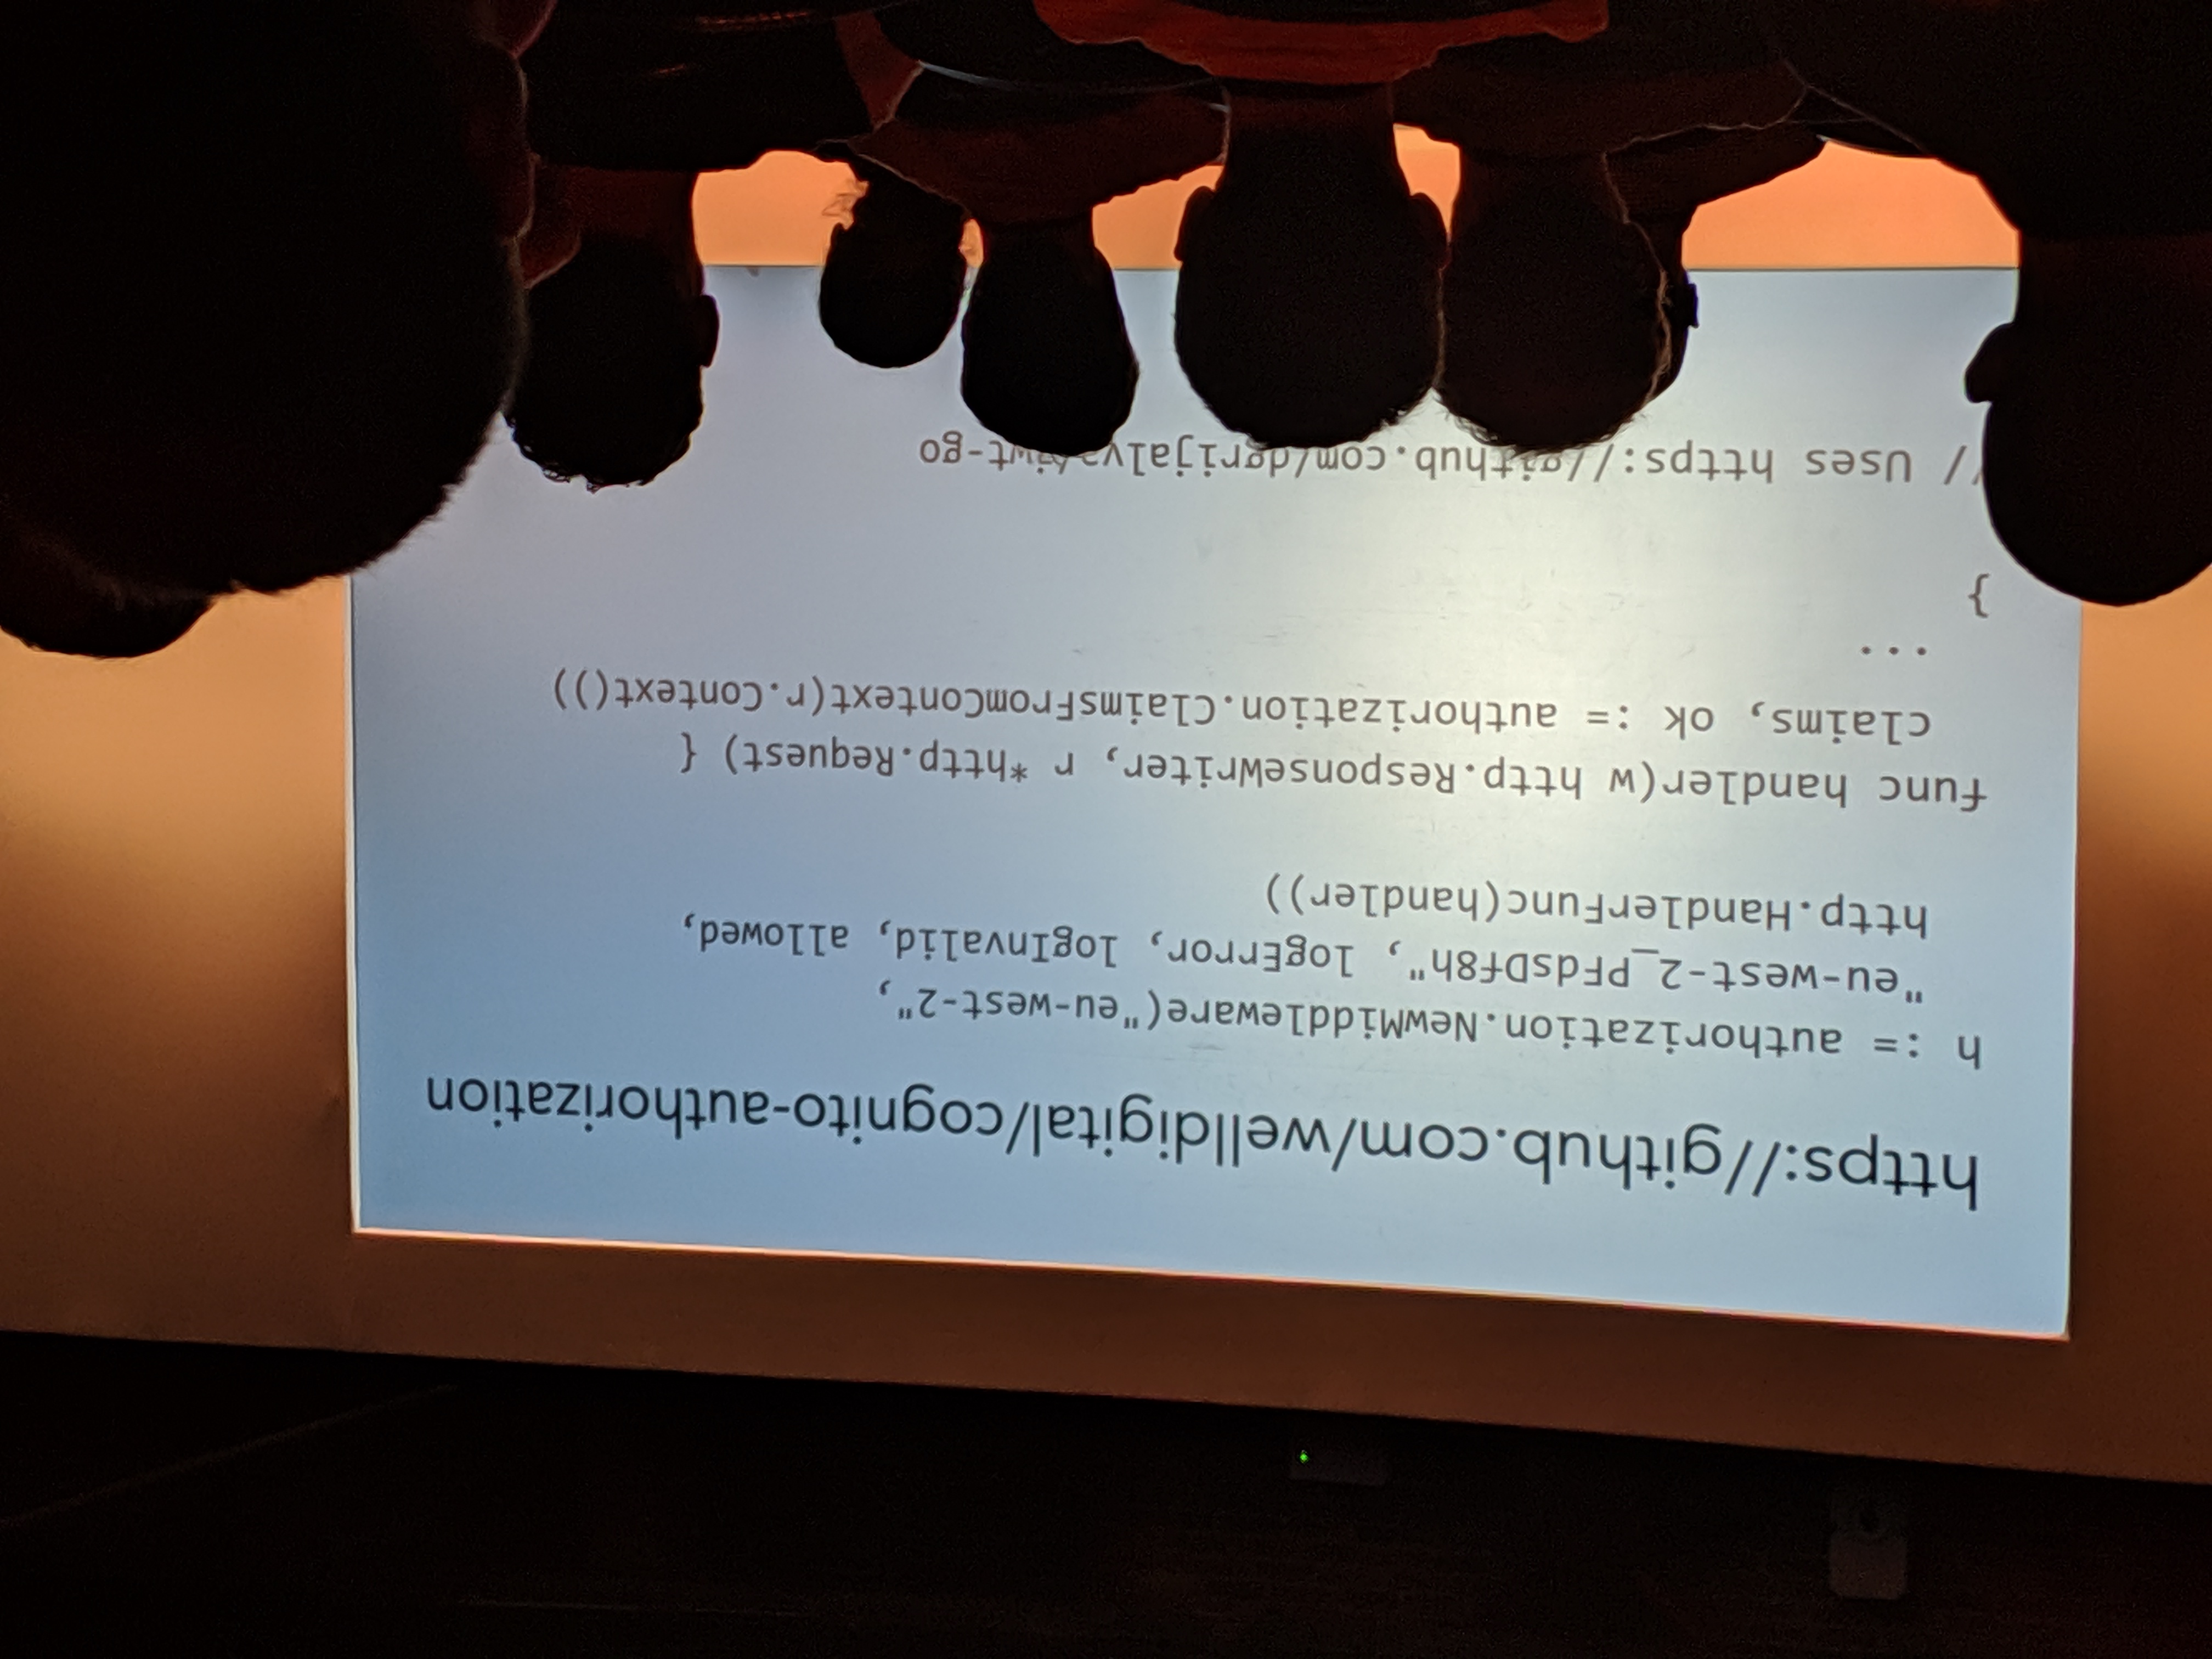 https://github.com/welldigital/cognito-authorization
h := authorization.NewMiddleware("eu-west-2",
"eu-west-2_PFdsDf8h", logError, logInvalid, allowed,
http.HandlerFunc(handler))
func handler(w http.ResponseWriter, r *http.Request) {
claims, ok := authorization.ClaimsFromContext(r.Context())
...
}
// Uses https://github.com/dgrijalva/jwt-go